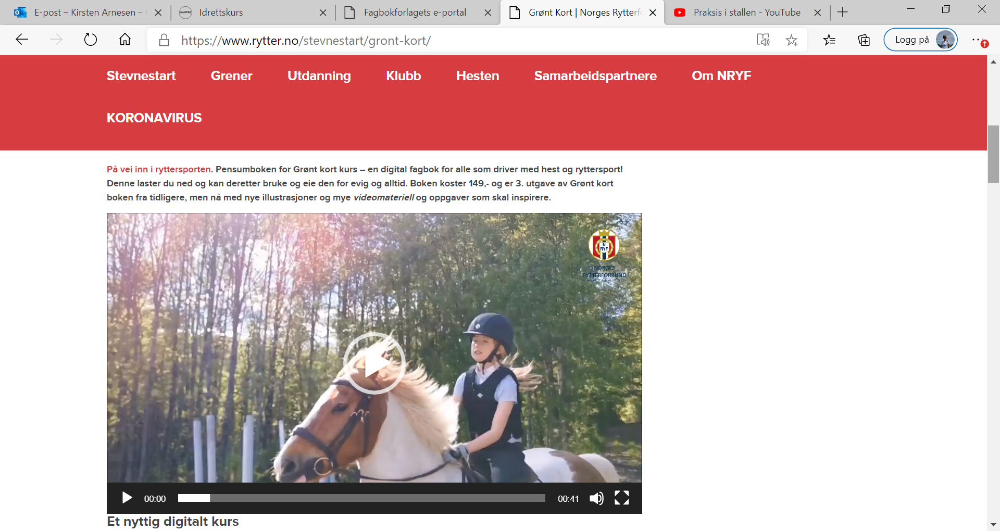 E-post – Kirsten Arnesen –
Idrettskurs
Fagbokforlagets e-portal
Grønt Kort | Norges Rytterfo
Praksis i stallen - YouTube
https://www.rytter.no/stevnestart/gront-kort/
Logg på
Stevnestart Grener Utdanning Klubb Hesten Samarbeidspartnere Om NRYF
KORONAVIRUS
På vei inn i ryttersporten. Pensumboken for Grønt kort kurs – en digital fagbok for alle som driver med hest og ryttersport!
Denne laster du ned og kan deretter bruke og eie den for evig og alltid. Boken koster 149,- og er 3. utgave av Grønt kort
boken fra tidligere, men nå med nye illustrasjoner og mye videomateriell og oppgaver som skal inspirere.
N
RYF
NORGES
RYTTERFORBUND
00:00 00:41
Et nyttig digitalt kurs